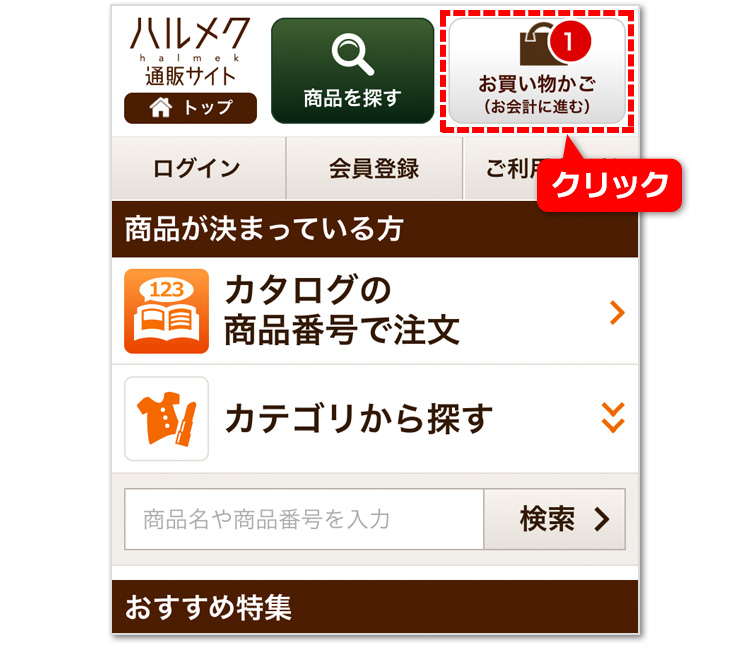 ハルメク
halmek
通販サイト
トップ
商品を探す
1
お買い物かご
(お会計に進む)
ログイン
会員登録
ご利用
クリック
商品が決まっている方
123
カタログの
商品番号で注文
カテゴリから探す
商品名や商品番号を入力
検索
おすすめ特集